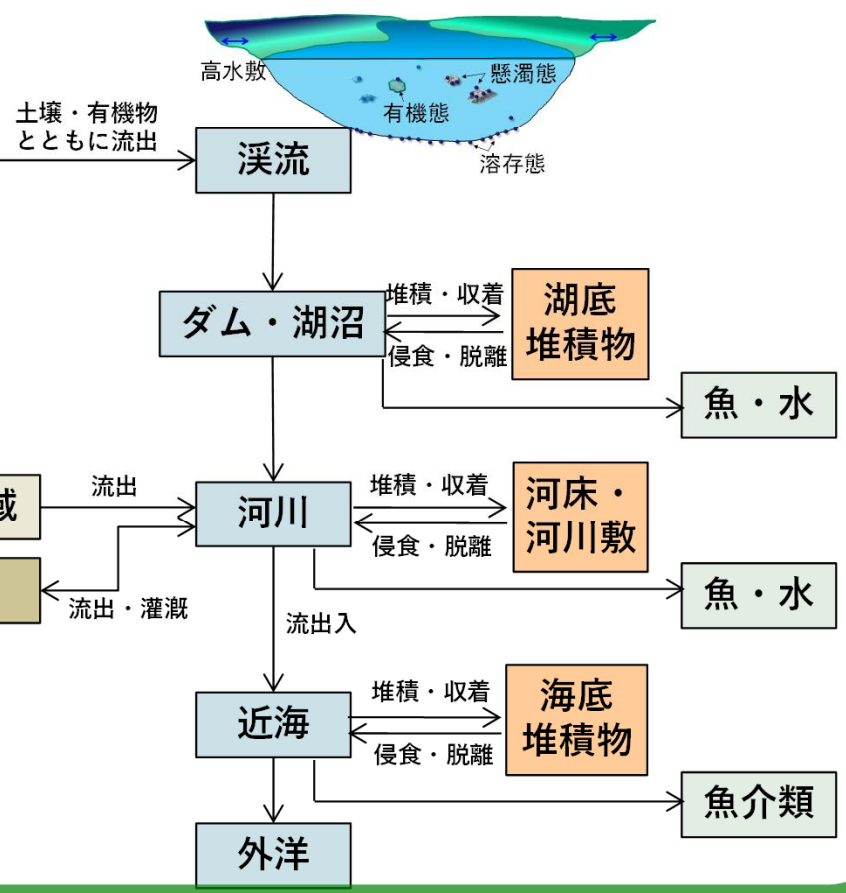 高水敷
懸濁態
有機態
溶存態
土壌・有機物
とともに流出
渓流
ダム・湖沼
堆積・収着
侵食・脱離
湖底
堆積物
魚・水
域
流出
河川
堆積・収着
侵食・脱離
河床・
河川敷
流出・灌漑
魚・水
流出入
近海
堆積・収着
侵食・脱離
海底
堆積物
魚介類
外洋